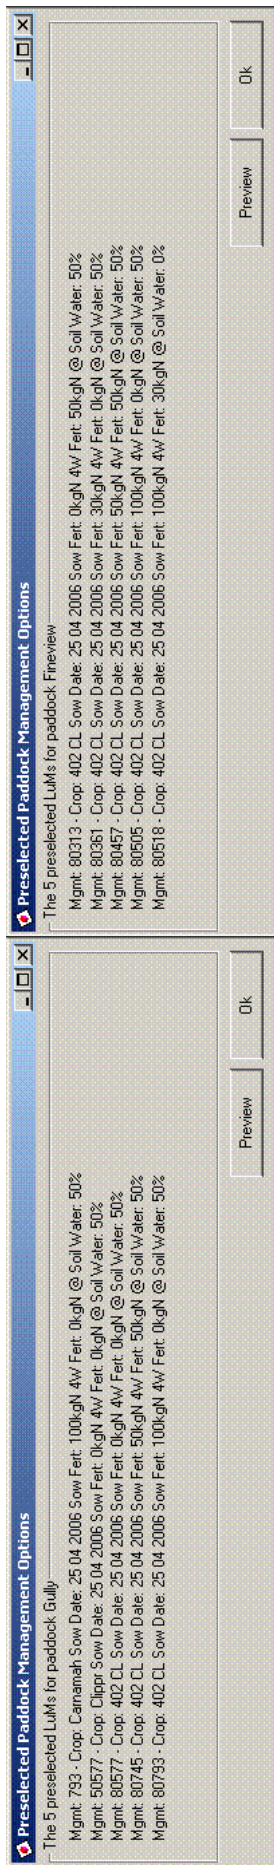 Preselected Paddock Management Options
The 5 preselected LuMs for paddock Gully
Mgmt: 793 - Crop: Carnamah Sow Date: 25 04 2006 Sow Fert: 100kgN 4W Fert: 0kgN @ Soil Water: 50%
Mgmt: 50577 - Crop: Clippr Sow Date: 25 04 2006 Sow Fert: 0kgN 4W Fert: 0kgN @ Soil Water: 50%
Mgmt: 80577 - Crop: 402 CL Sow Date: 25 04 2006 Sow Fert: 0kgN 4W Fert: 0kgN @ Soil Water: 50%
Mgmt: 80745 - Crop: 402 CL Sow Date: 25 04 2006 Sow Fert: 50kgN 4W Fert: 50kgN @ Soil Water: 50%
Mgmt: 80793 - Crop: 402 CL Sow Date: 25 04 2006 Sow Fert: 100kgN 4W Fert: 0kgN @ Soil Water: 50%
Preview
Ok
Preselected Paddock Management Options
The 5 preselected LuMs for paddock Fineview
Mgmt: 80313 - Crop: 402 CL Sow Date: 25 04 2006 Sow Fert: 0kgN 4W Fert: 50kgN @ Soil Water: 50%
Mgmt: 80361 - Crop: 402 CL Sow Date: 25 04 2006 Sow Fert: 30kgN 4W Fert: 0kgN @ Soil Water: 50%
Mgmt: 80457 - Crop: 402 CL Sow Date: 25 04 2006 Sow Fert: 50kgN 4W Fert: 50kgN @ Soil Water: 50%
Mgmt: 80505 - Crop: 402 CL Sow Date: 25 04 2006 Sow Fert: 100kgN 4W Fert: 0kgN @ Soil Water: 50%
Mgmt: 80518 - Crop: 402 CL Sow Date: 25 04 2006 Sow Fert: 100kgN 4W Fert: 30kgN @ Soil Water: 0%
Preview
Ok